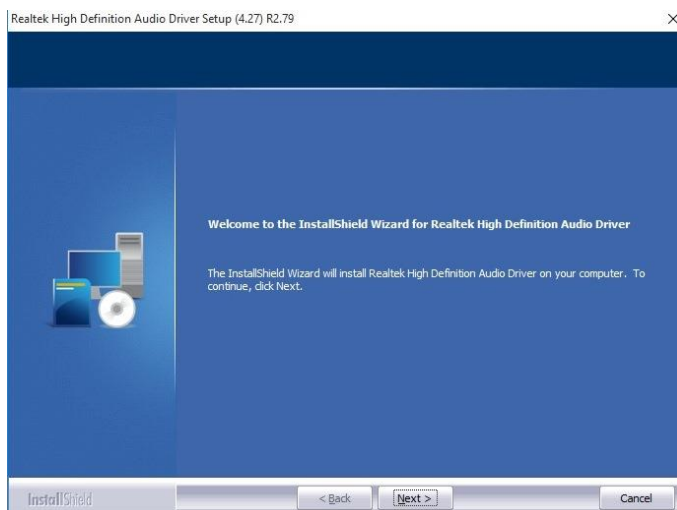 Realtek High Definition Audio Driver Setup (4.27) R2.79
Welcome to the InstallShield Wizard for Realtek High Definition Audio Driver
The InstallShield Wizard will install Realtek High Definition Audio Driver on your computer. To
continue, click Next.
InstallShield
< Back
Next >
Cancel